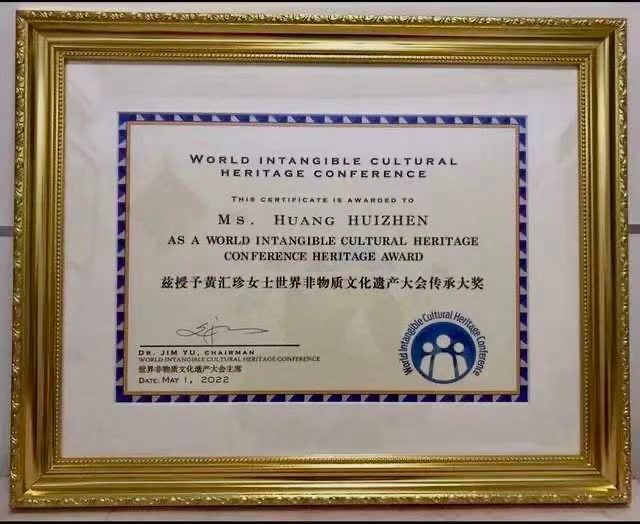 WORLD INTANGIBLE CULTURAL
HERITAGE CONFERENCE
THIS CERTIFICATE IS AWARDED TO
MS. HUANG HUIZHEN
AS A WORLD INTANGIBLE CULTURAL HERITAGE
CONFERENCE HERITAGE AWARD
兹授予黄汇珍女士世界非物质文化遗产大会传承大奖
DR. JIM YU, CHAIRMAN
WORLD INTANGIBLE CULTURAL HERITAGE CONFERENCE
世界非物质文化遗产大会主席
DATE: MAY 1, 2022
World Intangible Cultural Heritage Conference